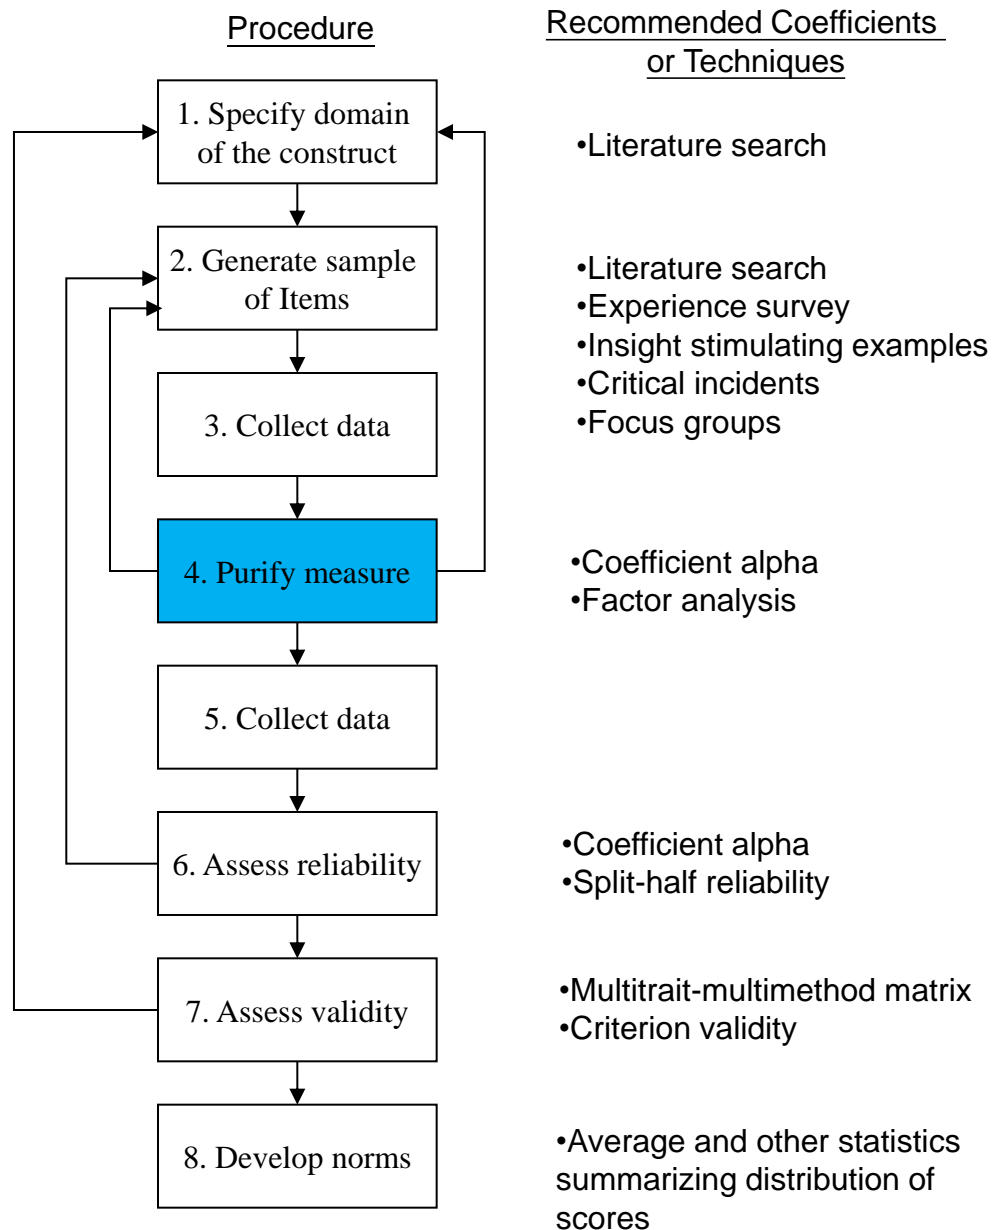 Procedure
Recommended Coefficients
or Techniques
1. Specify domain
of the construct
•Literature search
2. Generate sample
of Items
•Literature search
•Experience survey
•Insight stimulating examples
•Critical incidents
•Focus groups
3. Collect data
4. Purify measure
•Coefficient alpha
•Factor analysis
5. Collect data
6. Assess reliability
•Coefficient alpha
•Split-half reliability
7. Assess validity
•Multitrait-multimethod matrix
•Criterion validity
8. Develop norms
•Average and other statistics
summarizing distribution of
scores